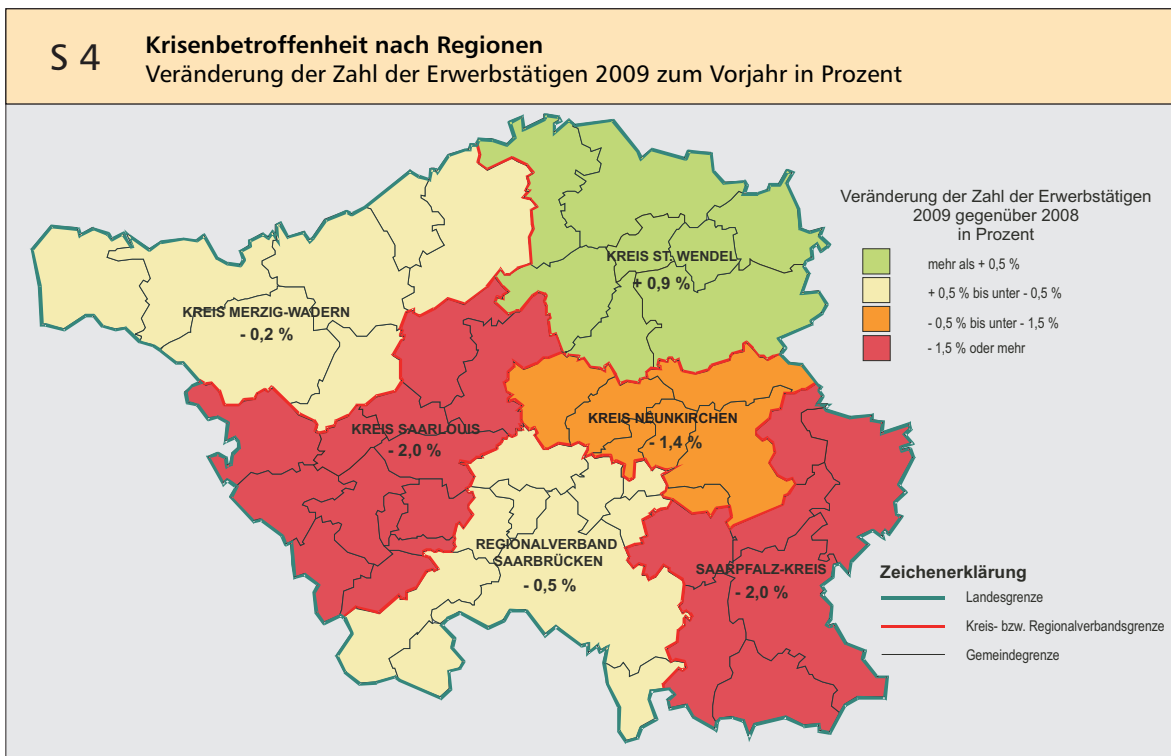 S 4
Krisenbetroffenheit nach Regionen
Veränderung der Zahl der Erwerbstätigen 2009 zum Vorjahr in Prozent
Veränderung der Zahl der Erwerbstätigen
2009 gegenüber 2008
in Prozent
mehr als + 0,5 %
+ 0,5 % bis unter - 0,5 %
- 0,5 % bis unter - 1,5 %
- 1,5 % oder mehr
KREIS ST. WENDEL
+ 0,9 %
KREIS MERZIG-WADERN
- 0,2 %
KREIS SAARLOUIS
- 2,0 %
KREIS NEUNKIRCHEN
- 1,4 %
REGIONALVERBAND
SAARBRÜCKEN
- 0,5 %
SAARPFALZ-KREIS
- 2,0 %
Zeichenerklärung
Landesgrenze
Kreis- bzw. Regionalverbandsgrenze
Gemeindegrenze